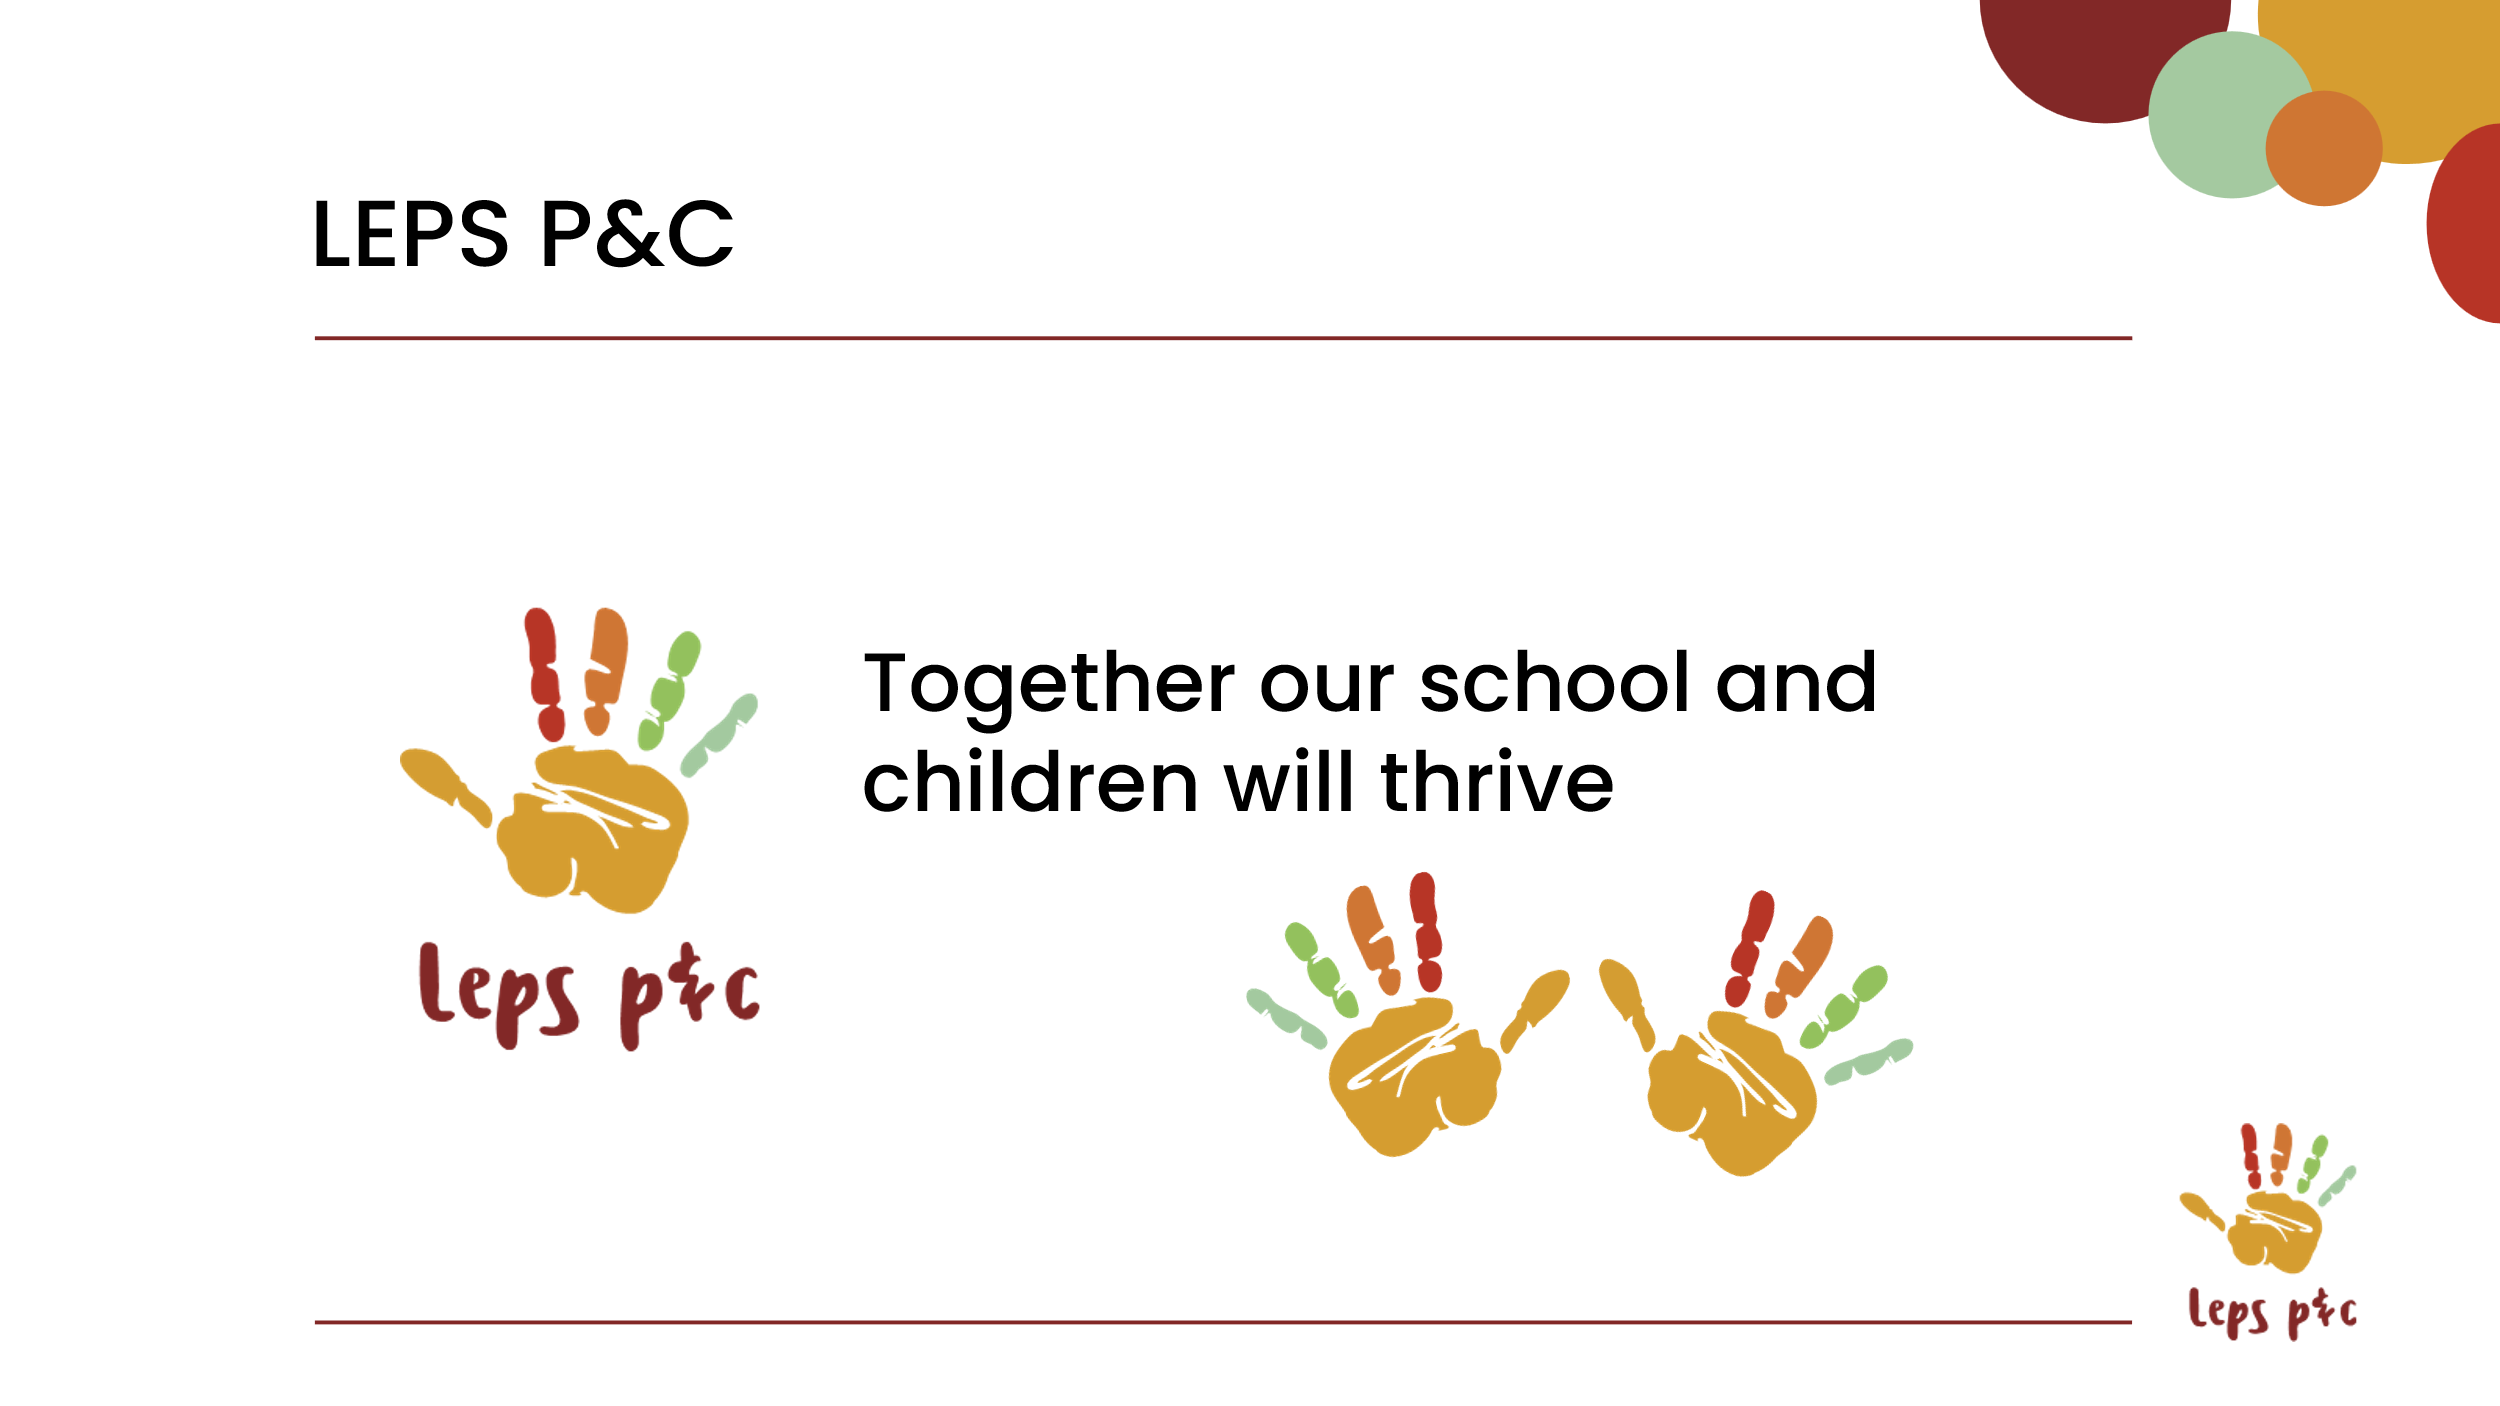 LEPS P&C
Together our school and
children will thrive
leps p&c
leps p&c